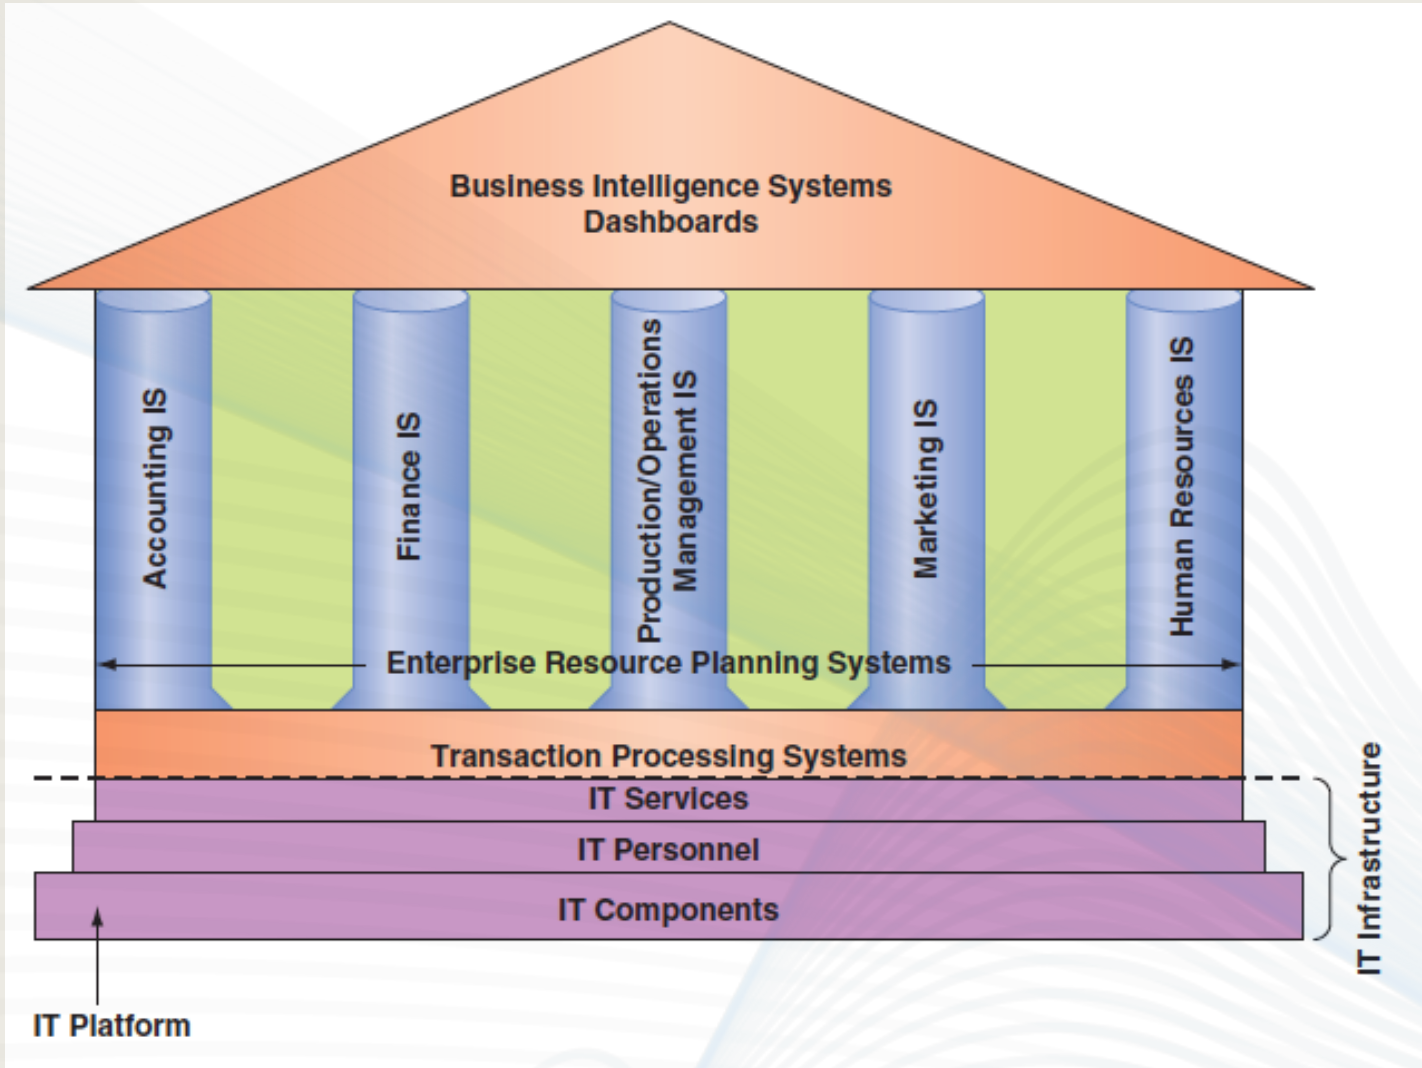 Business Intelligence Systems
Dashboards
Accounting IS
Finance IS
Production/Operations
Management IS
Marketing IS
Human Resources IS
Enterprise Resource Planning Systems
Transaction Processing Systems
IT Services
IT Personnel
IT Components
IT Infrastructure
IT Platform